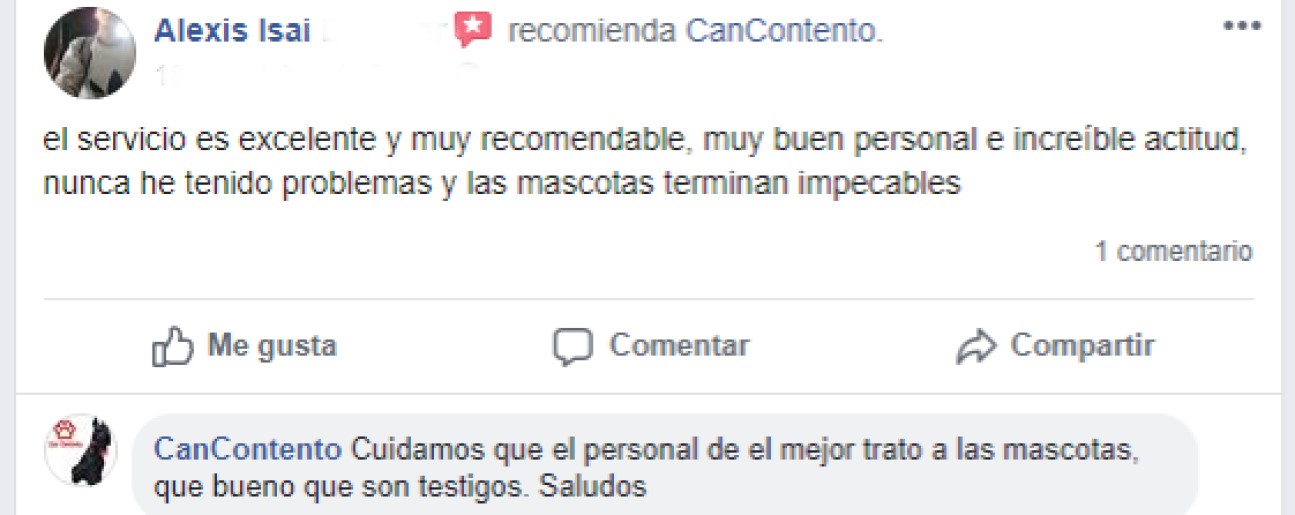 Alexis Isai recomienda CanContento.
el servicio es excelente y muy recomendable, muy buen personal e increíble actitud,
nunca he tenido problemas y las mascotas terminan impecables
1 comentario
Me gusta Comentar Compartir
CanContento Cuidamos que el personal de el mejor trato a las mascotas,
que bueno que son testigos. Saludos